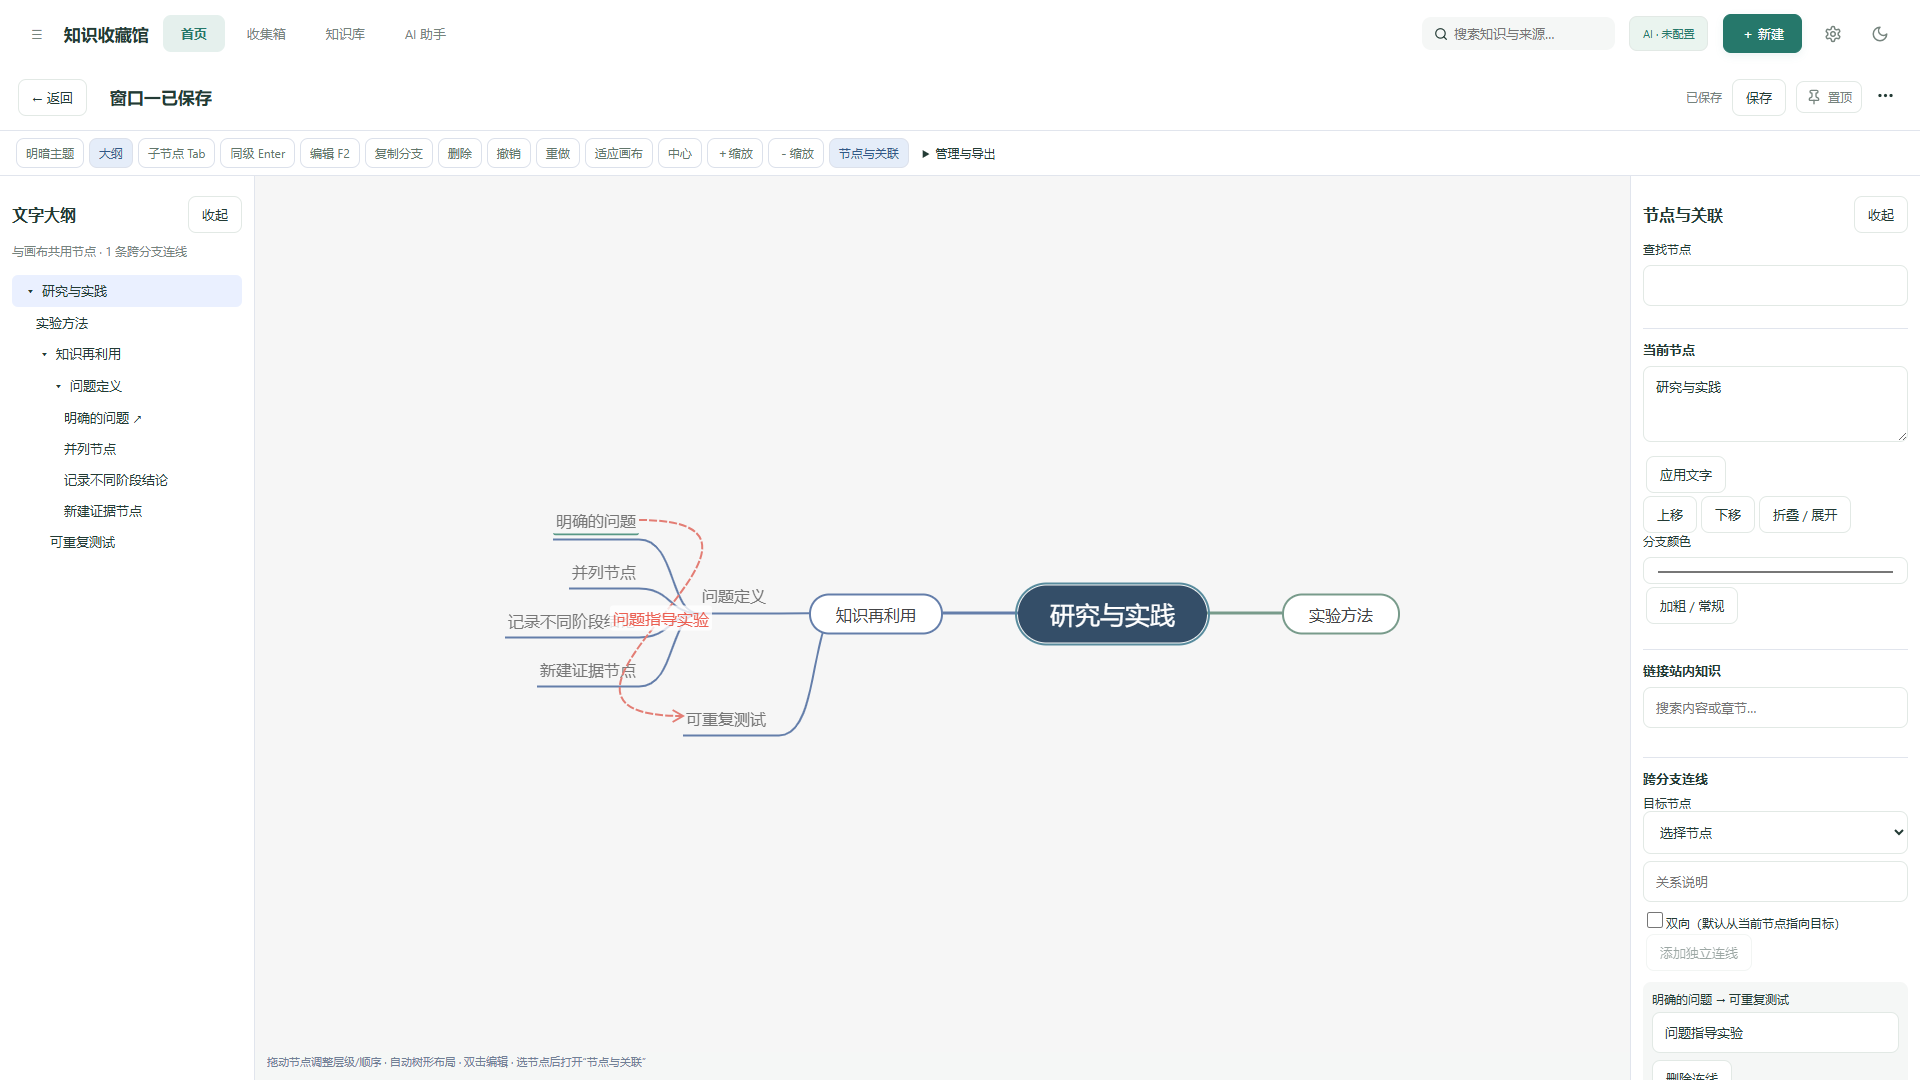 知识收藏馆
首页
收集箱
知识库
AI 助手
搜索知识与来源...
AI · 未配置
+ 新建
← 返回
窗口一已保存
已保存
保存
置顶
明暗主题
大纲
子节点 Tab
同级 Enter
编辑 F2
复制分支
删除
撤销
重做
适应画布
中心
+ 缩放
- 缩放
节点与关联
▶ 管理与导出
文字大纲
收起
与画布共用节点 · 1 条跨分支连线
研究与实践
实验方法
知识再利用
问题定义
明确的问题 ↗
并列节点
记录不同阶段结论
新建证据节点
可重复测试
明确的问题
并列节点
问题定义
记录不同阶段
问题指导实验
新建证据节点
可重复测试
知识再利用
研究与实践
实验方法
拖动节点调整层级/顺序 · 自动树形布局 · 双击编辑 · 选节点后打开“节点与关联”
节点与关联
收起
查找节点
当前节点
研究与实践
应用文字
上移
下移
折叠 / 展开
分支颜色
加粗 / 常规
链接站内知识
搜索内容或章节...
跨分支连线
目标节点
选择节点
关系说明
双向（默认从当前节点指向目标）
添加独立连线
明确的问题 → 可重复测试
问题指导实验
删除连线